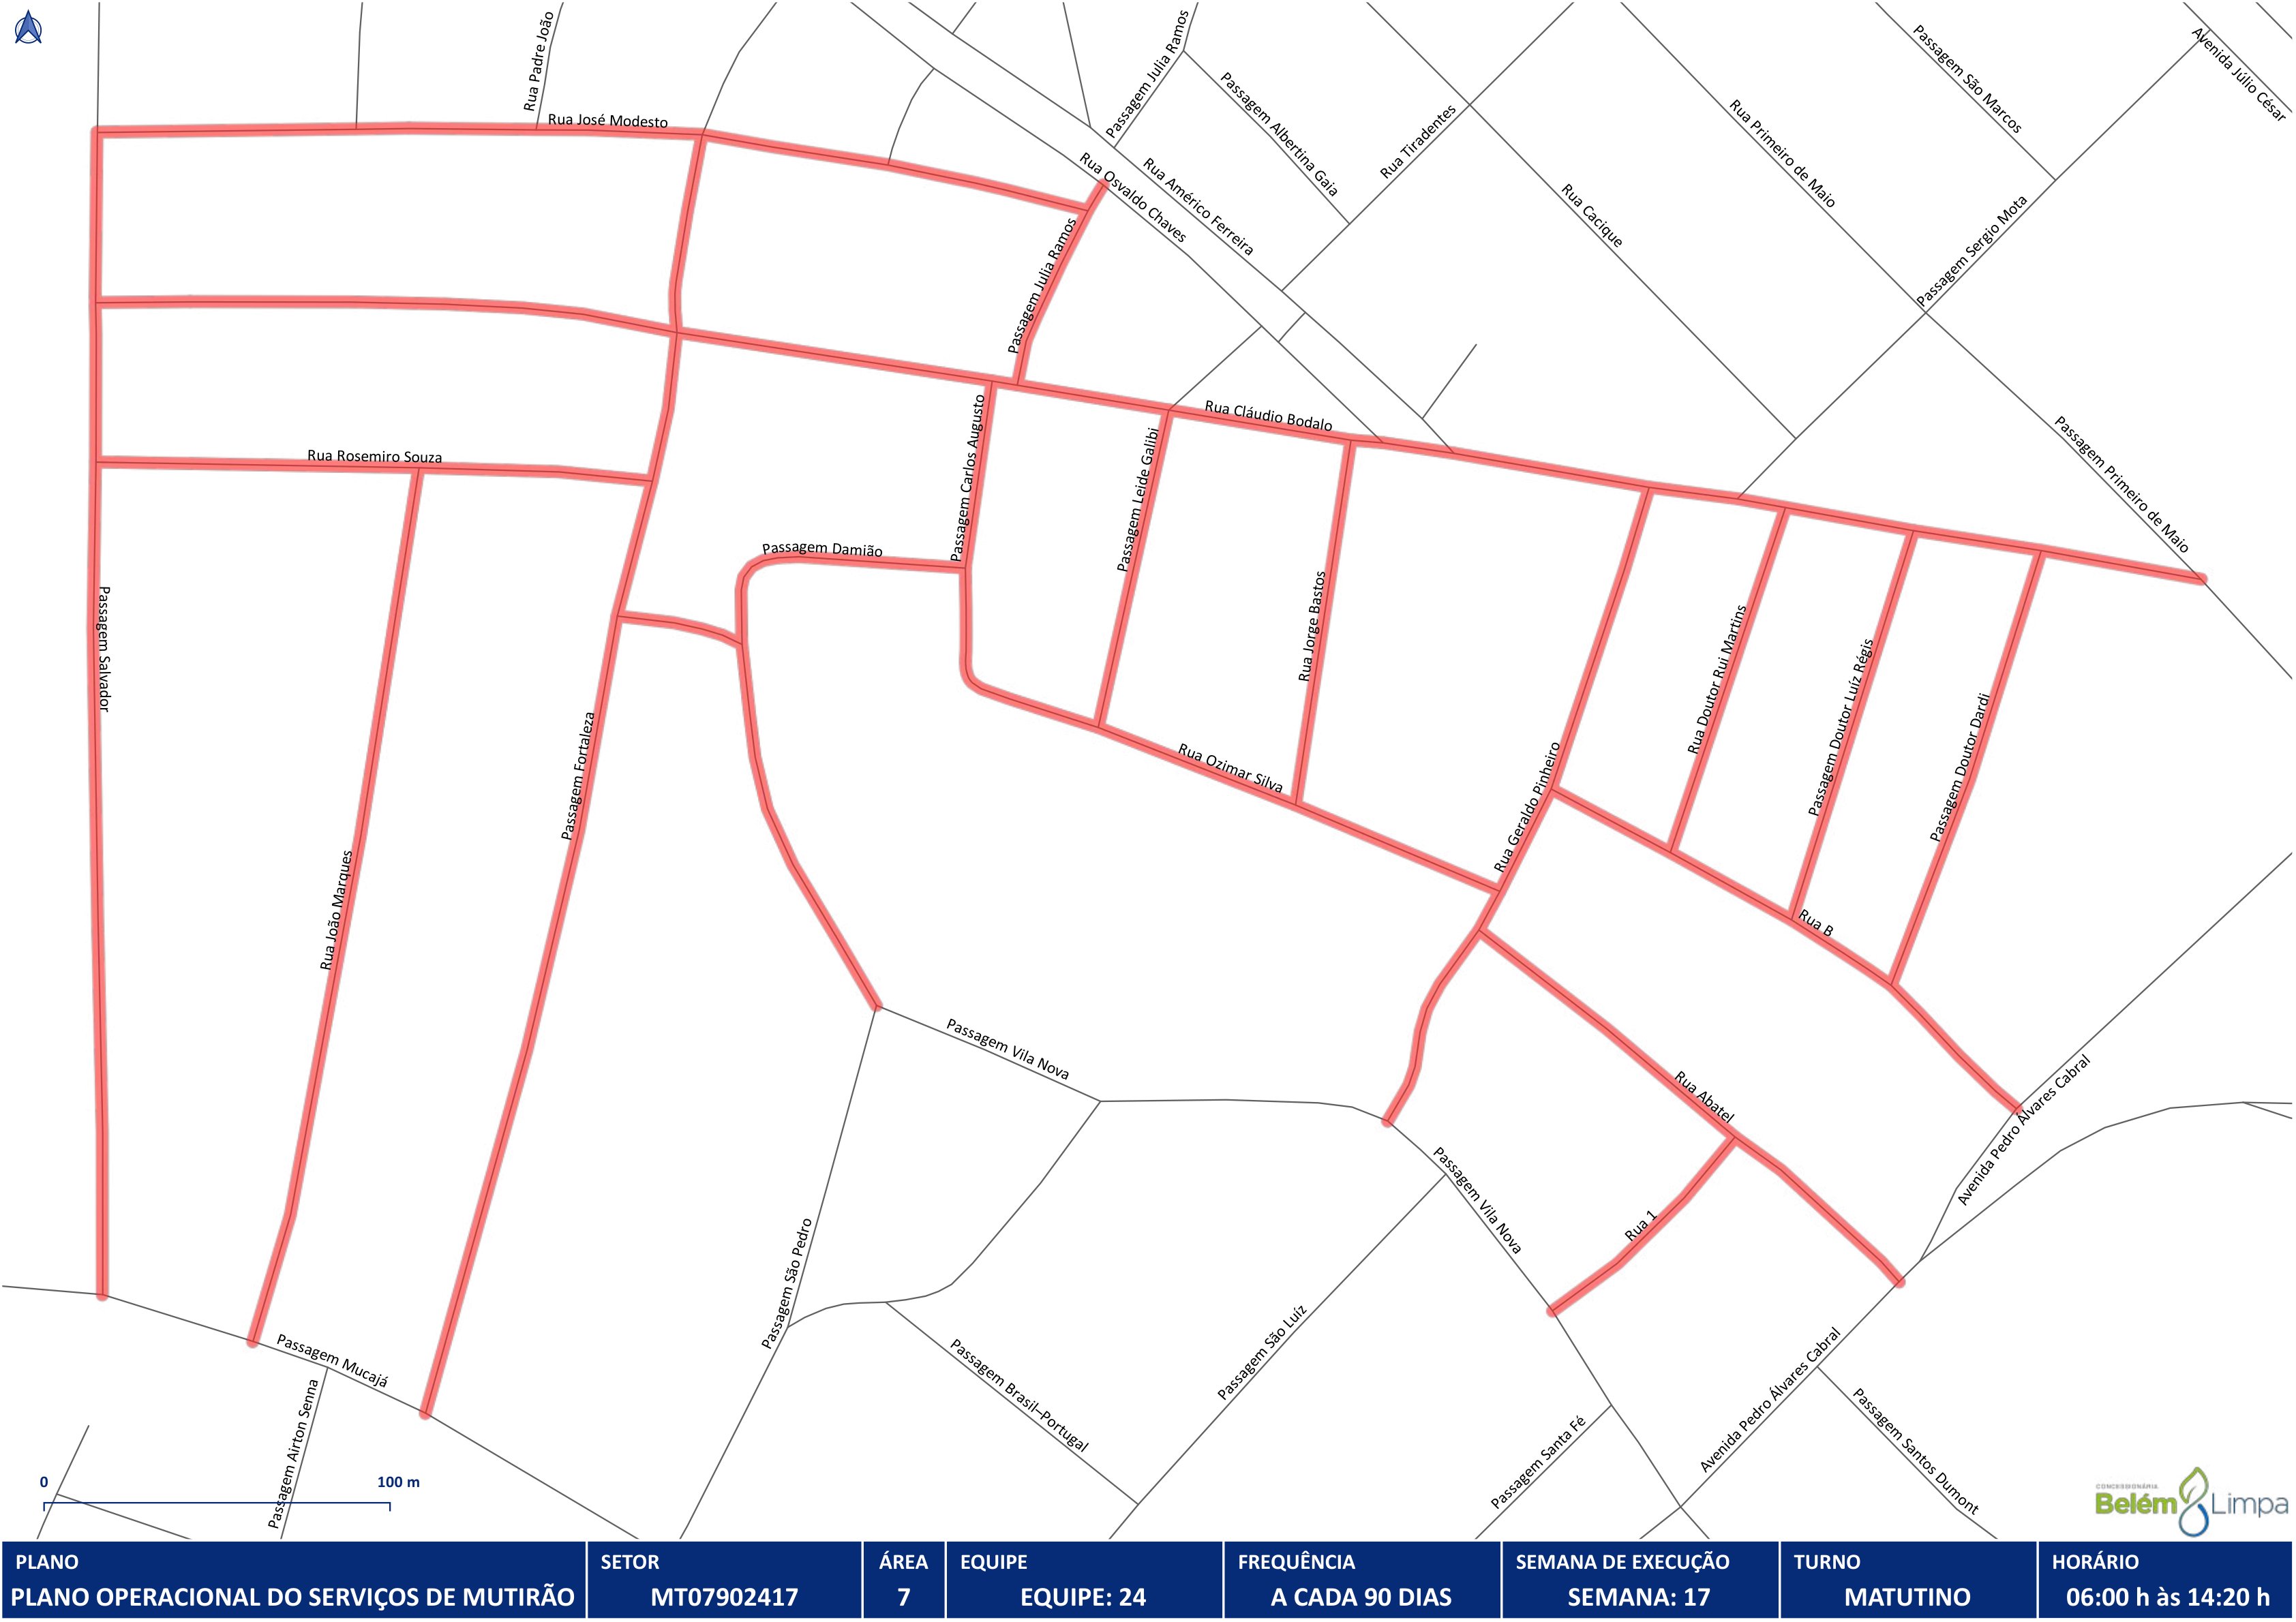 Rua Padre João
Passagem Julia Ramos
Passagem São Marcos
Avenida Júlio César
Rua José Modesto
Passagem Albertina Gaia
Rua Tiradentes
Rua Primeiro de Maio
Rua Osvaldo Chaves
Rua Américo Ferreira
Rua Cacique
Passagem Sergio Mota
Passagem Julia Ramos
Rua Cláudio Bodalo
Passagem Carlos Augusto
Passagem Leide Galibi
Passagem Primeiro de Maio
Rua Rosemiro Souza
Passagem Damião
Rua Jorge Bastos
Passagem Salvador
Rua Doutor Rui Martins
Passagem Doutor Luíz Régis
Passagem Doutor Dardi
Passagem Fortaleza
Rua Ozimar Silva
Rua Geraldo Pinheiro
Rua João Marques
Rua B
Passagem Vila Nova
Rua Abatel
Avenida Pedro Álvares Cabral
Passagem Vila Nova
Rua 1
Passagem São Pedro
Passagem Mucajá
Passagem São Luíz
Passagem Brasil–Portugal
Avenida Pedro Álvares Cabral
Passagem Airton Senna
Passagem Santa Fé
Passagem Santos Dumont
0 100 m
CONCESSIONÁRIA
Belém Limpa
PLANO SETOR ÁREA EQUIPE FREQUÊNCIA SEMANA DE EXECUÇÃO TURNO HORÁRIO
PLANO OPERACIONAL DO SERVIÇOS DE MUTIRÃO MT07902417 7 EQUIPE: 24 A CADA 90 DIAS SEMANA: 17 MATUTINO 06:00 h às 14:20 h